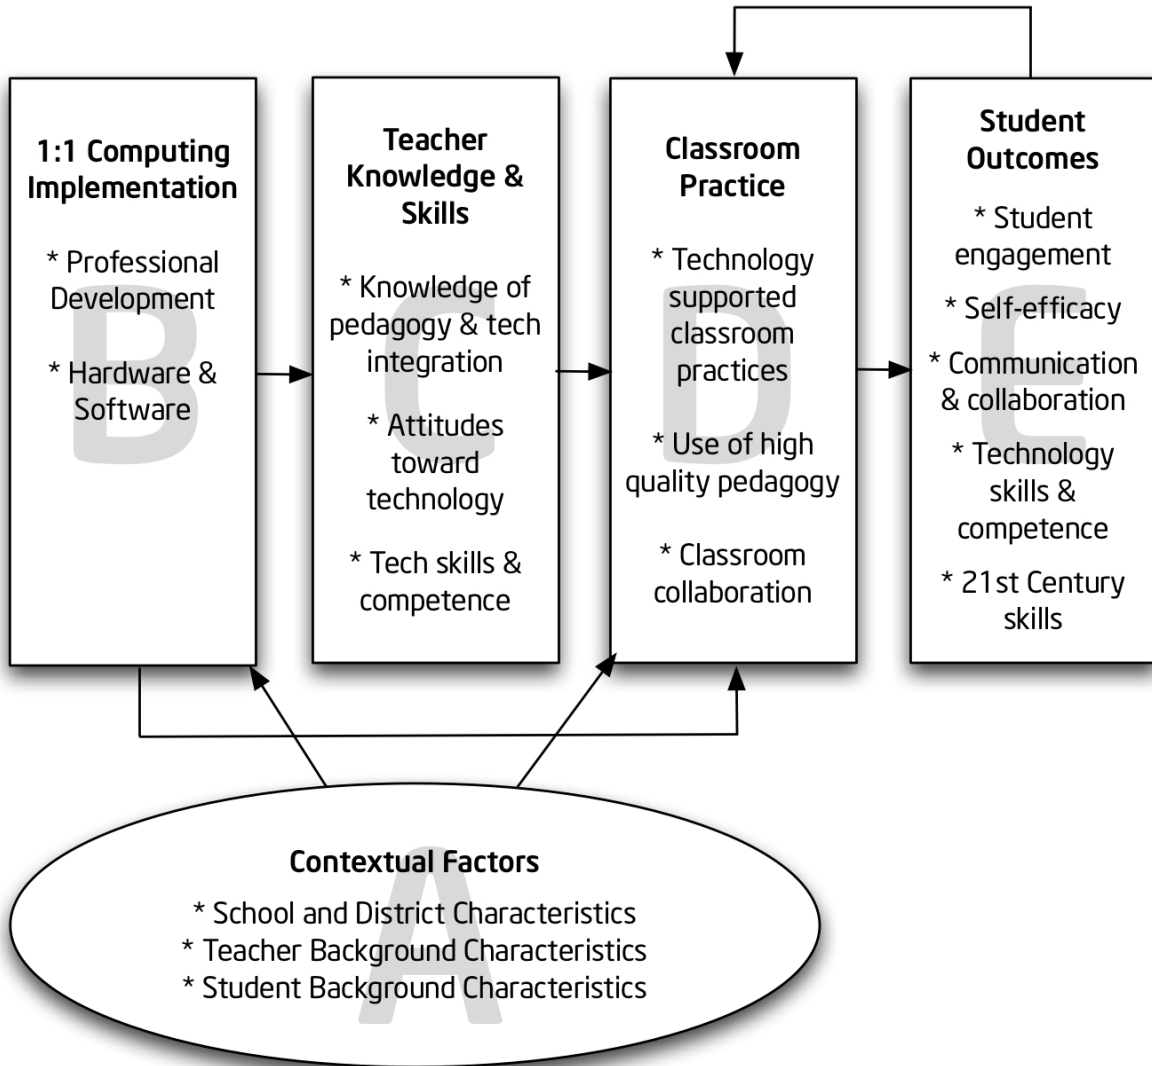 1:1 Computing
Implementation
* Professional
Development
* Hardware &
Software
B
Teacher
Knowledge &
Skills
* Knowledge of
pedagogy & tech
integration
* Attitudes
toward
technology
* Tech skills &
competence
C
Classroom
Practice
* Technology
supported
classroom
practices
* Use of high
quality pedagogy
* Classroom
collaboration
D
Student
Outcomes
* Student
engagement
* Self-efficacy
* Communication
& collaboration
* Technology
skills &
competence
* 21st Century
skills
E
Contextual Factors
* School and District Characteristics
* Teacher Background Characteristics
* Student Background Characteristics
A